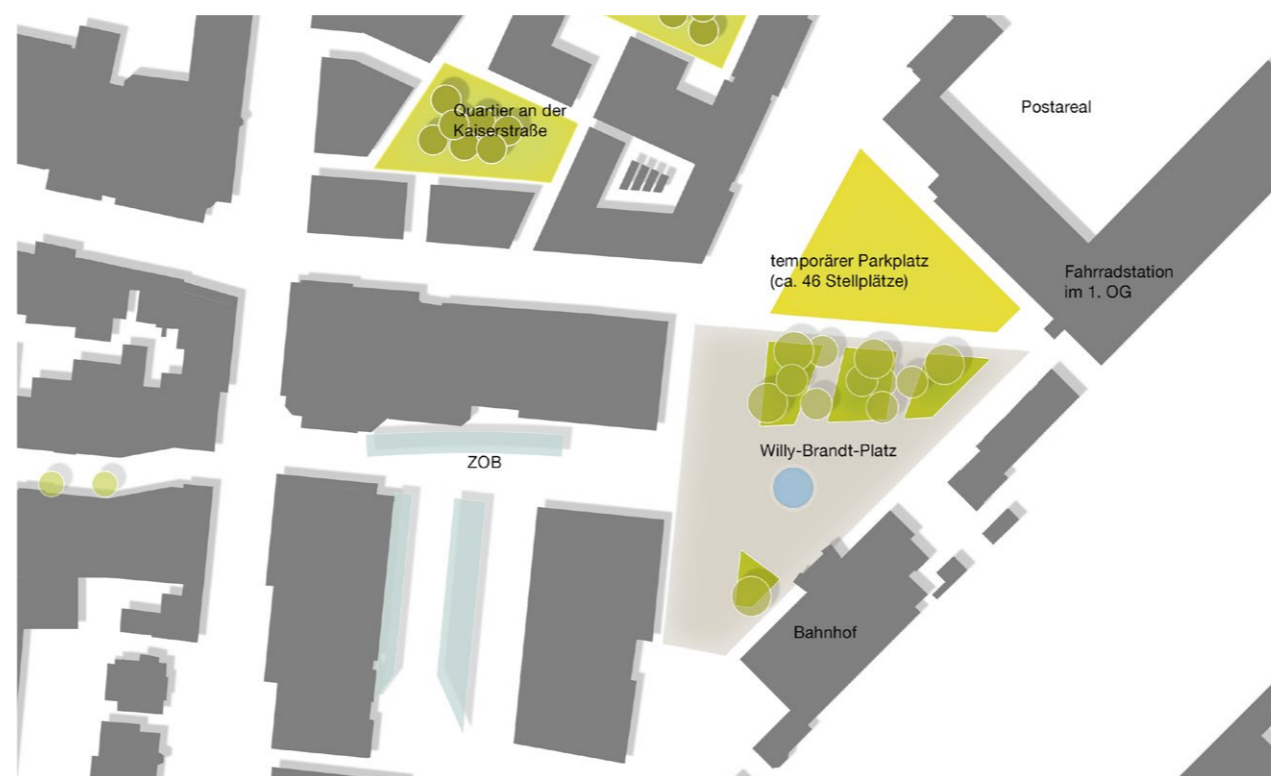 Quartier an der
Kaiserstraße
Postareal
temporärer Parkplatz
(ca. 46 Stellplätze)
Fahrradstation
im 1. OG
Willy-Brandt-Platz
ZOB
Bahnhof